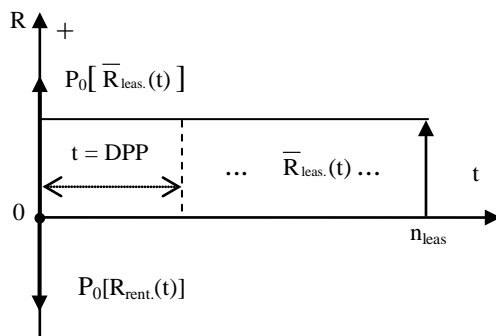 R
+
P₀[ R̅leas.(t)]
t = DPP
... R̅leas.(t) ...
t
0
nleas
P₀[Rrent.(t)]